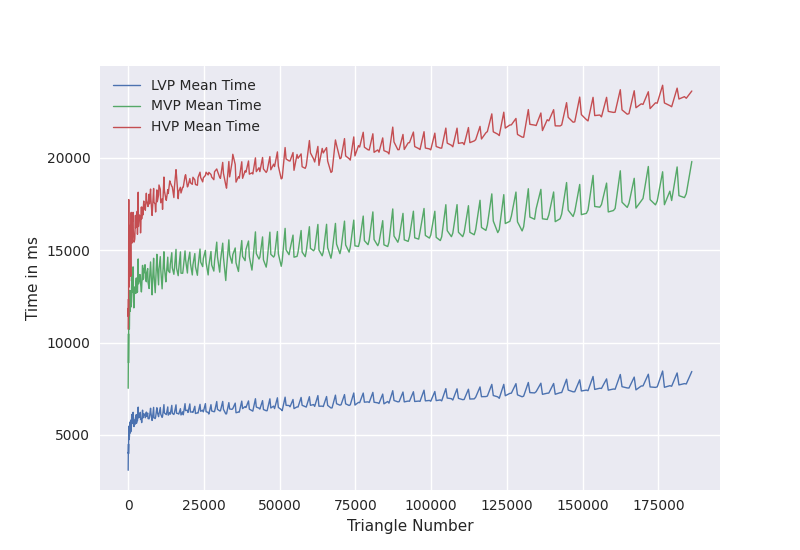 LVP Mean Time
MVP Mean Time
HVP Mean Time
20000
15000
10000
5000
Time in ms
0
25000
50000
75000
100000
125000
150000
175000
Triangle Number